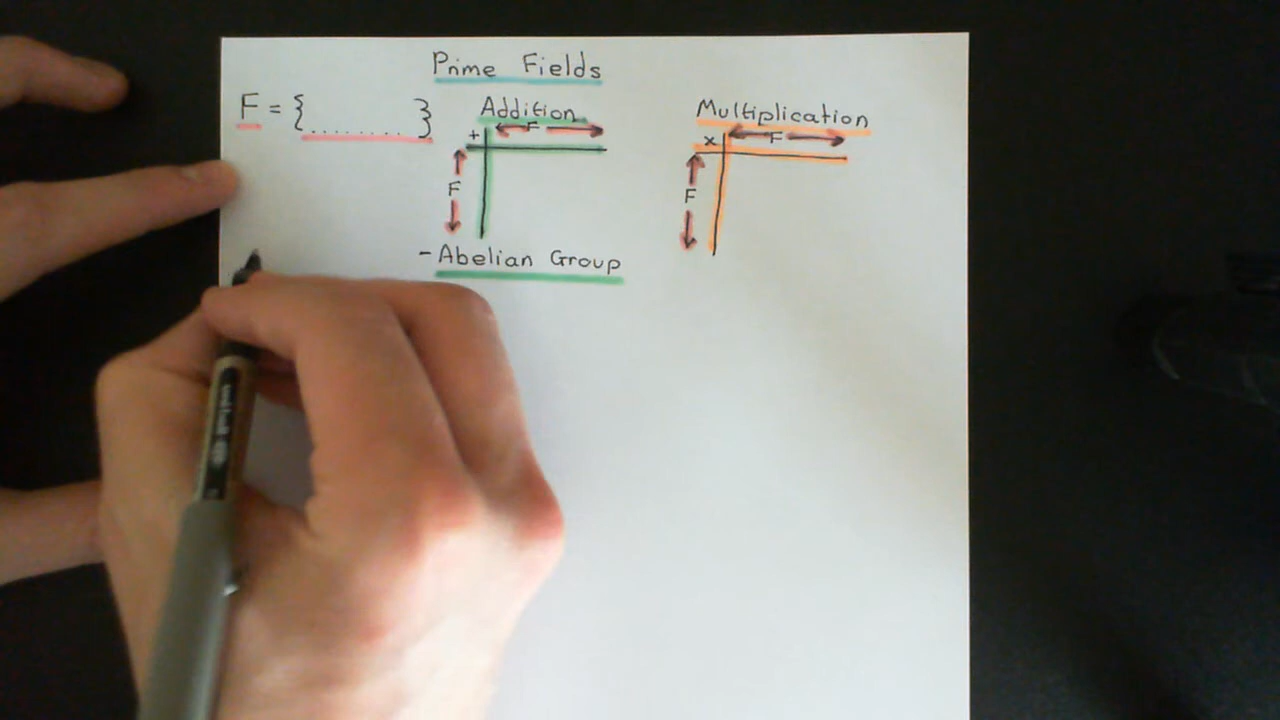 Prime Fields
F = {.........}
Addition
+ F
F
- Abelian Group
Multiplication
x F
F